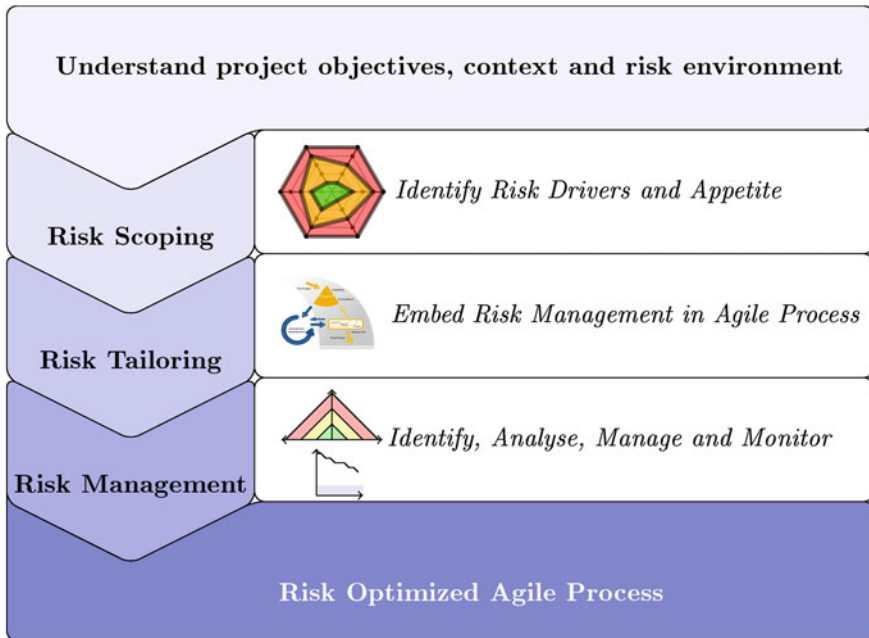 Understand project objectives, context and risk environment
Risk Scoping
Identify Risk Drivers and Appetite
Risk Tailoring
Embed Risk Management in Agile Process
Risk Management
Identify, Analyse, Manage and Monitor
Risk Optimized Agile Process